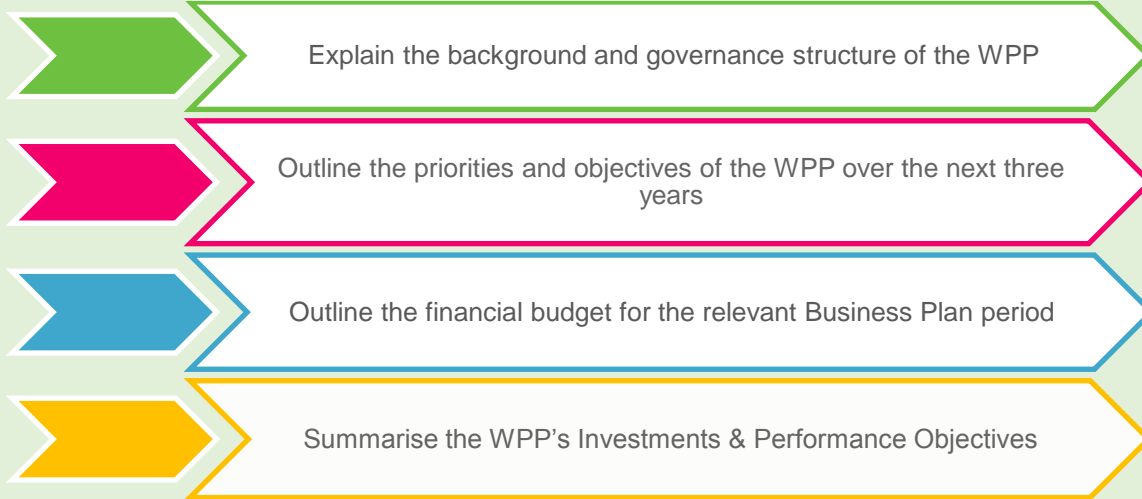 Explain the background and governance structure of the WPP
Outline the priorities and objectives of the WPP over the next three
years
Outline the financial budget for the relevant Business Plan period
Summarise the WPP’s Investments & Performance Objectives